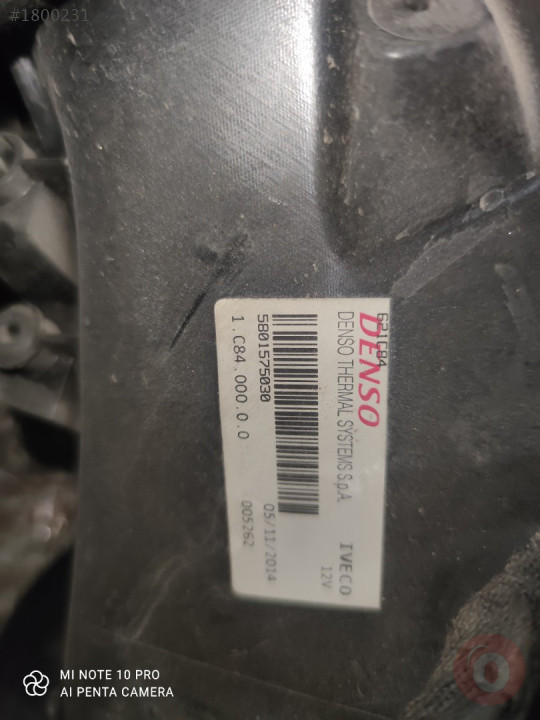 #1800231
621C84
DENSO
DENSO THERMAL SYSTEMS S.p.A.
IVECO
12V
5801575030
05/11/2014
1.C84.000.0.0
005262
MI NOTE 10 PRO
AI PENTA CAMERA